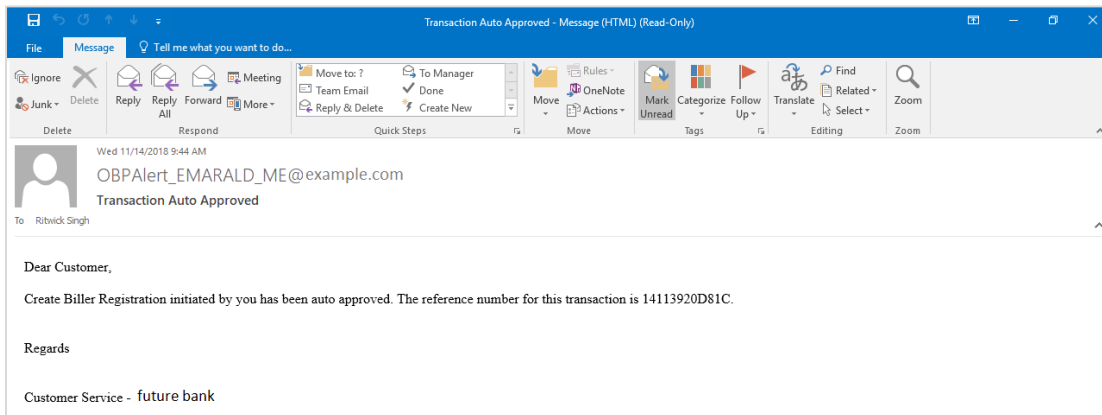 Transaction Auto Approved - Message (HTML) (Read-Only)
File Message Tell me what you want to do...
Ignore
Junk
Delete
Reply
Reply All
Forward
Meeting
More
Move to: ?
Team Email
Reply & Delete
To Manager
Done
Create New
Move
Rules
OneNote
Actions
Mark Unread
Categorize
Follow Up
Translate
Find
Related
Select
Zoom
Delete Respond Quick Steps Move Tags Editing Zoom
Wed 11/14/2018 9:44 AM
OBPAlert_EMARALD_ME@example.com
Transaction Auto Approved
To Ritwick Singh
Dear Customer,
Create Biller Registration initiated by you has been auto approved. The reference number for this transaction is 14113920D81C.
Regards
Customer Service - future bank